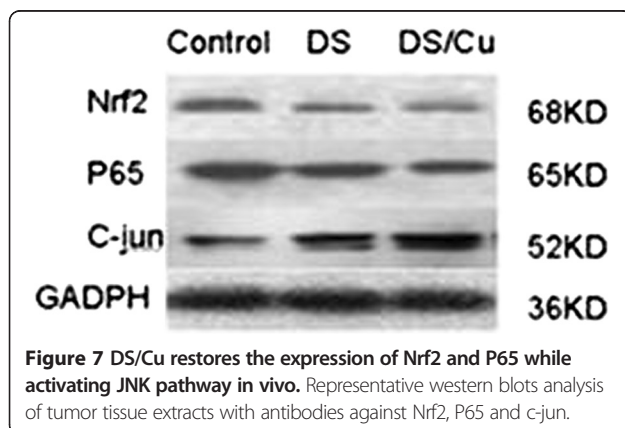 Control DS DS/Cu
Nrf2 68KD
P65 65KD
C-jun 52KD
GADPH 36KD
Figure 7 DS/Cu restores the expression of Nrf2 and P65 while
activating JNK pathway in vivo. Representative western blots analysis
of tumor tissue extracts with antibodies against Nrf2, P65 and c-jun.